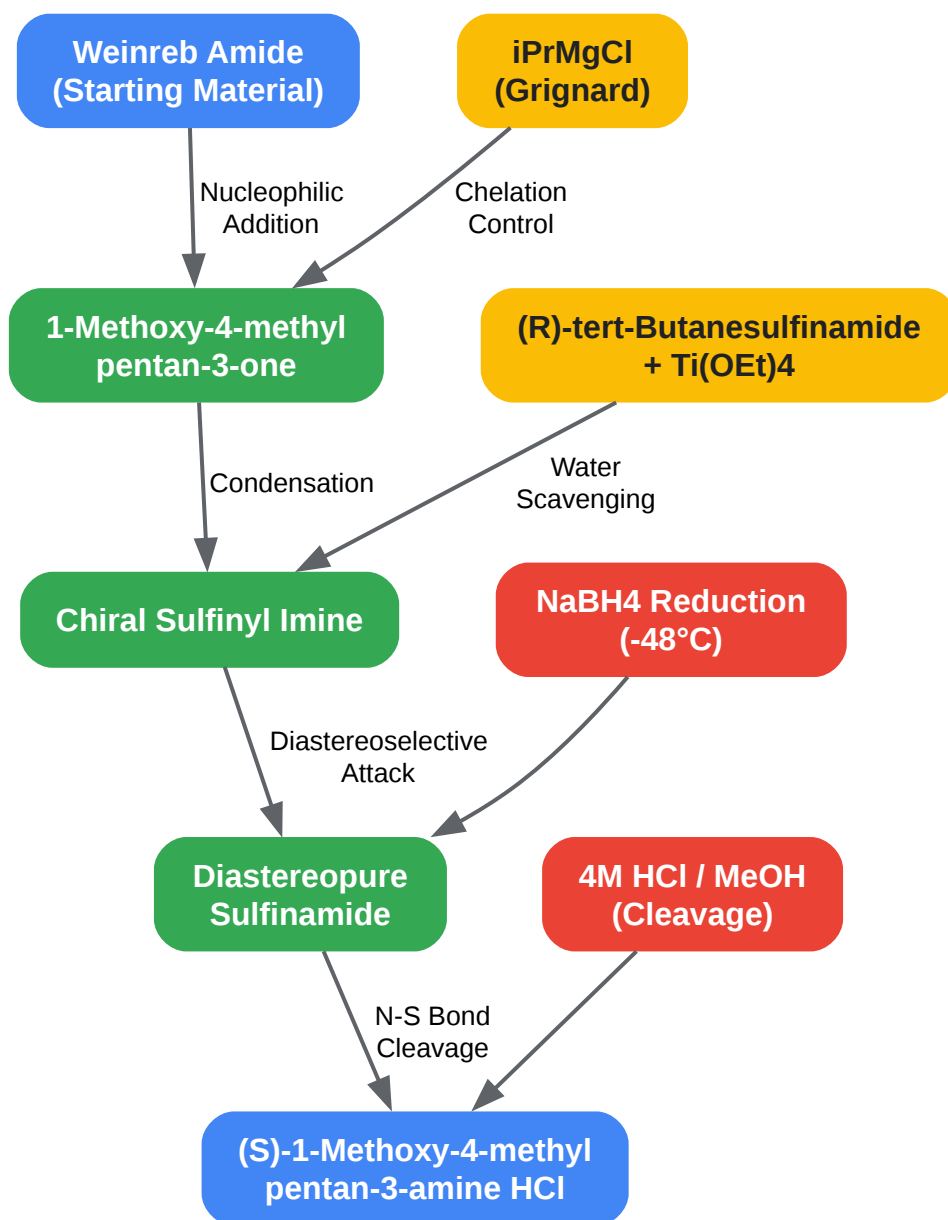 Weinreb Amide
(Starting Material)
iPrMgCl
(Grignard)
Nucleophilic
Addition
Chelation
Control
1-Methoxy-4-methyl
pentan-3-one
(R)-tert-Butanesulfinamide
+ Ti(OEt)4
Condensation
Water
Scavenging
Chiral Sulfinyl Imine
NaBH4 Reduction
(-48°C)
Diastereoselective
Attack
Diastereopure
Sulfinamide
4M HCl / MeOH
(Cleavage)
N-S Bond
Cleavage
(S)-1-Methoxy-4-methyl
pentan-3-amine HCl